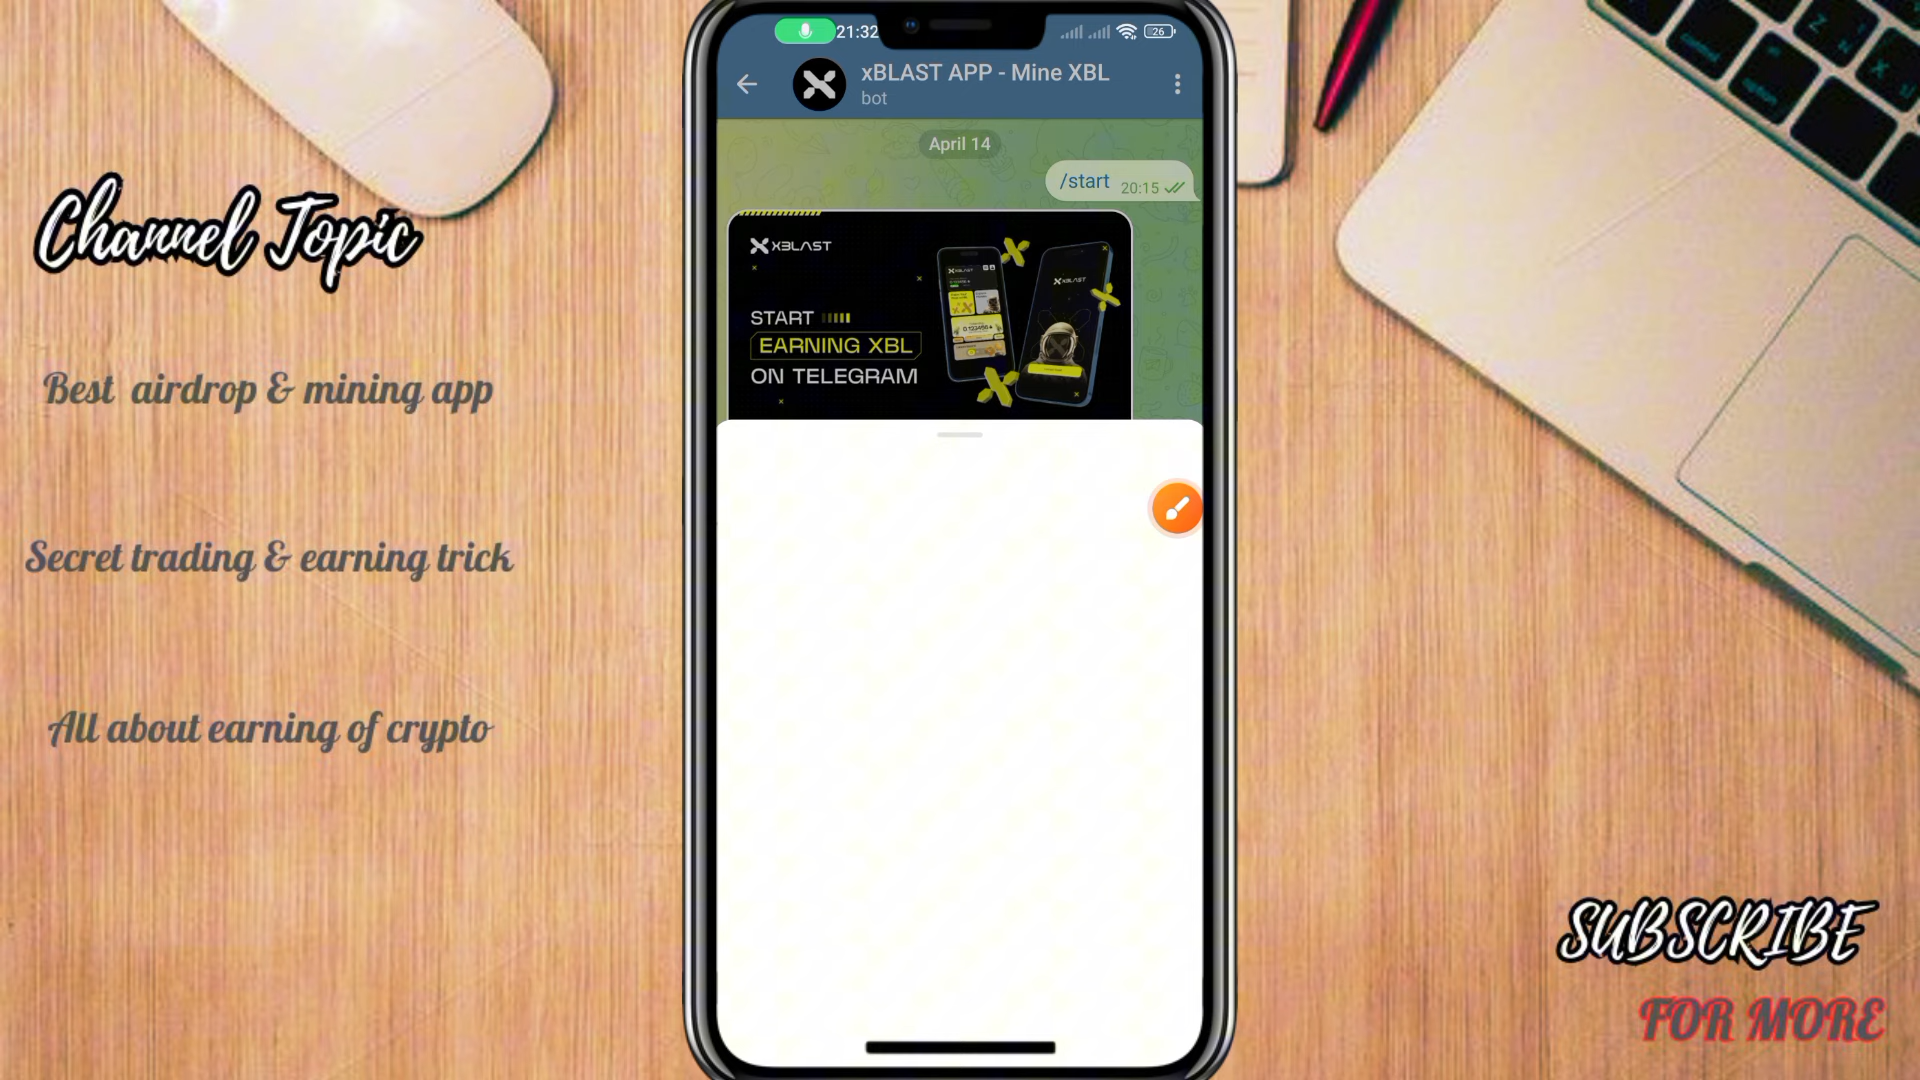 21:32
26
xBLAST APP - Mine XBL
bot
April 14
/start 20:15
XBLAST
START
EARNING XBL
ON TELEGRAM
Channel Topic
Best airdrop & mining app
Secret trading & earning trick
All about earning of crypto
SUBSCRIBE
FOR MORE